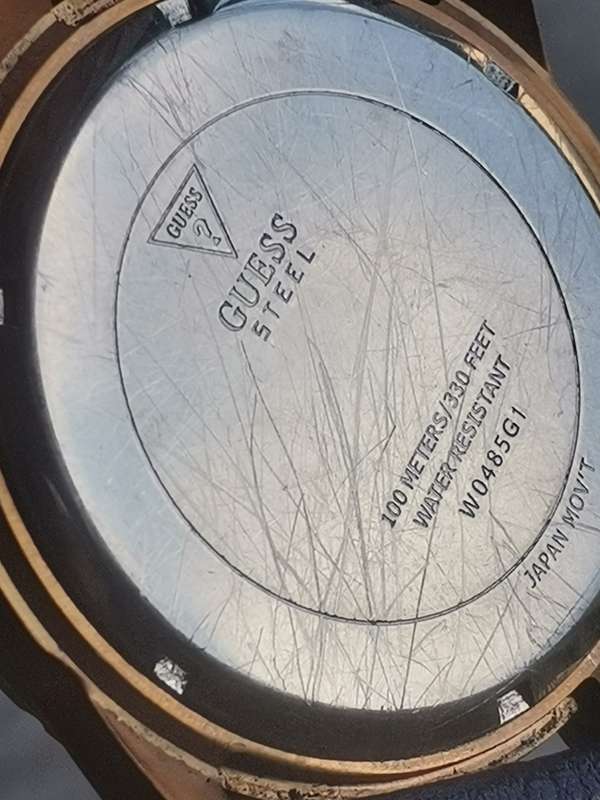 GUESS
?
GUESS
STEEL
100 METERS/330 FEET
WATER RESISTANT
W0485G1
JAPAN MOV'T